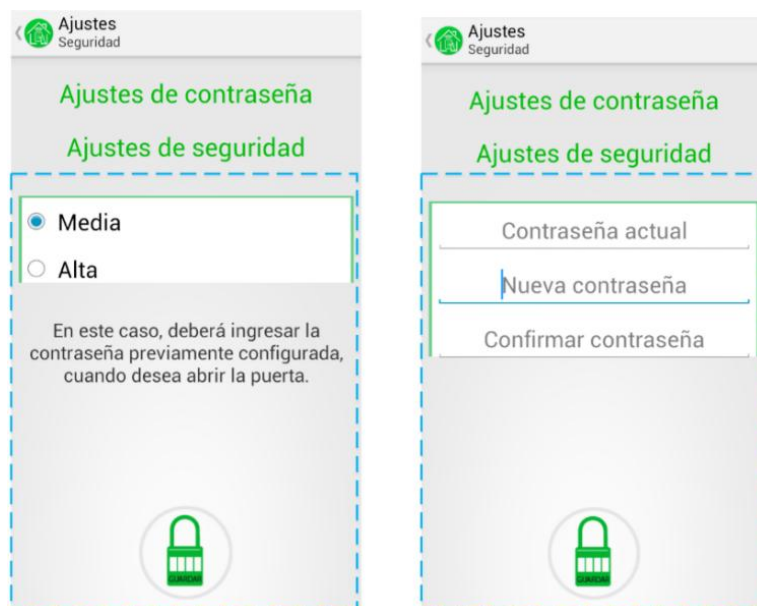 Ajustes
Seguridad
Ajustes de contraseña
Ajustes de seguridad
Media
Alta
En este caso, deberá ingresar la
contraseña previamente configurada,
cuando desea abrir la puerta.
GUARDAR
Ajustes
Seguridad
Ajustes de contraseña
Ajustes de seguridad
Contraseña actual
Nueva contraseña
Confirmar contraseña
GUARDAR